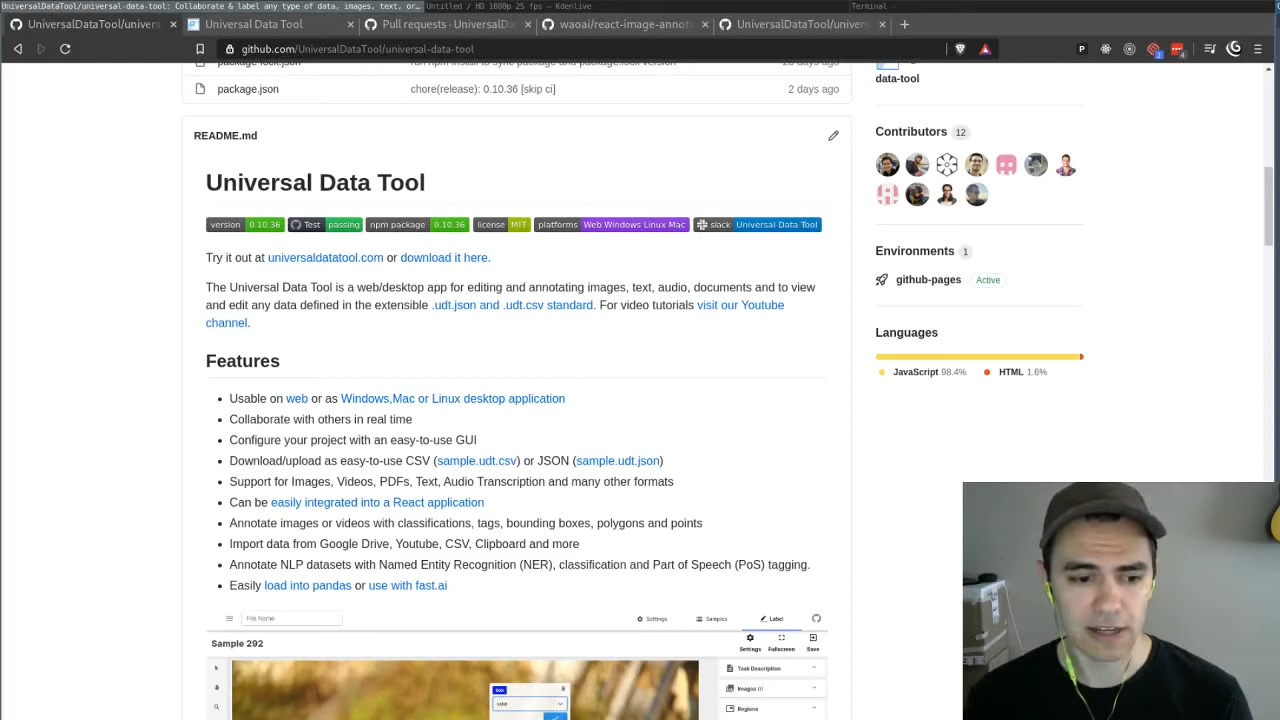 UniversalDataTool/universal-data-tool: Collaborate & label any type of data, images, text, or...
Untitled / HD 1080p 25 fps — Kdenlive
Terminal -
Universal Data Tool
Pull requests · UniversalDat
waoai/react-image-annota
UniversalDataTool/universa
github.com/UniversalDataTool/universal-data-tool
2
4
package-lock.json
run npm install to sync package and package.lock version
20 days ago
package.json
chore(release): 0.10.36 [skip ci]
2 days ago
README.md
Universal Data Tool
version 0.10.36 Test passing npm package 0.10.36 license MIT platforms Web Windows Linux Mac slack Universal Data Tool
Try it out at universaldatatool.com or download it here.
The Universal Data Tool is a web/desktop app for editing and annotating images, text, audio, documents and to view
and edit any data defined in the extensible .udt.json and .udt.csv standard. For video tutorials visit our Youtube
channel.
Features
Usable on web or as Windows,Mac or Linux desktop application
Collaborate with others in real time
Configure your project with an easy-to-use GUI
Download/upload as easy-to-use CSV (sample.udt.csv) or JSON (sample.udt.json)
Support for Images, Videos, PDFs, Text, Audio Transcription and many other formats
Can be easily integrated into a React application
Annotate images or videos with classifications, tags, bounding boxes, polygons and points
Import data from Google Drive, Youtube, CSV, Clipboard and more
Annotate NLP datasets with Named Entity Recognition (NER), classification and Part of Speech (PoS) tagging.
Easily load into pandas or use with fast.ai
File Name
Settings
Samples
Label
Sample 292
Settings
Fullscreen
Save
Task Description
Images
Regions
box
valid
data-tool
Contributors 12
Environments 1
github-pages Active
Languages
JavaScript 98.4%
HTML 1.6%